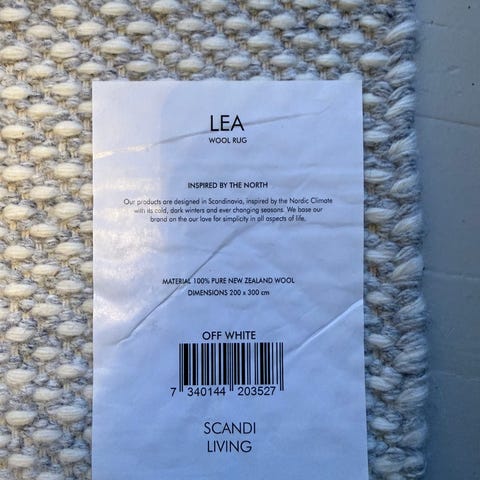 LEA
WOOL RUG
INSPIRED BY THE NORTH
Our products are designed in Scandinavia, inspired by the Nordic Climate
with its cold, dark winters and ever changing seasons. We base our
brand on the our love for simplicity in all aspects of life.
MATERIAL 100% PURE NEW ZEALAND WOOL
DIMENSIONS 200 x 300 cm
OFF WHITE
7 340144 203527
SCANDI
LIVING